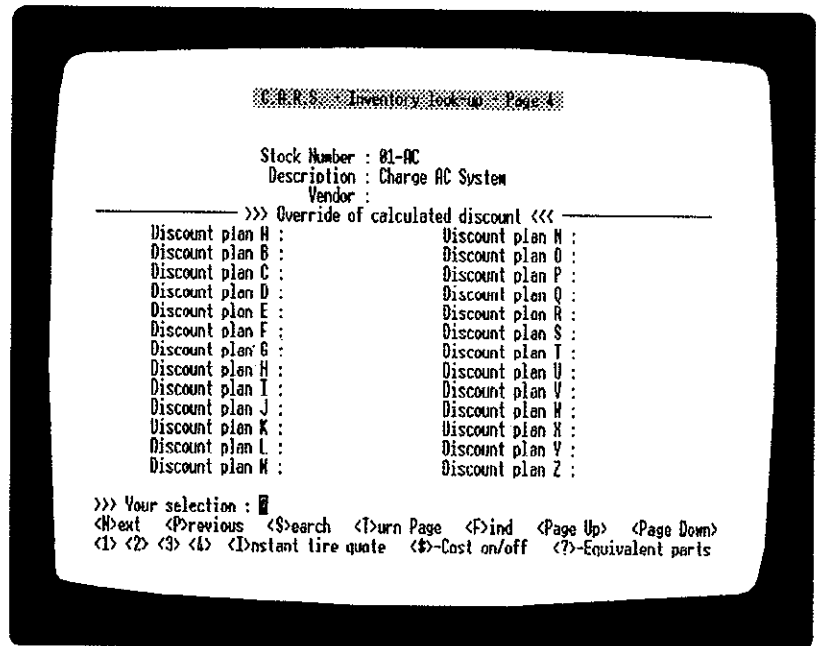 C.A.R.S. - Inventory look-up - Page 4
Stock Number : 01-AC
Description : Charge AC System
Vendor :
>>> Override of calculated discount <<<
Discount plan A : Discount plan N :
Discount plan B : Discount plan O :
Discount plan C : Discount plan P :
Discount plan D : Discount plan Q :
Discount plan E : Discount plan R :
Discount plan F : Discount plan S :
Discount plan G : Discount plan T :
Discount plan H : Discount plan U :
Discount plan I : Discount plan V :
Discount plan J : Discount plan W :
Discount plan K : Discount plan X :
Discount plan L : Discount plan Y :
Discount plan M : Discount plan Z :
>>> Your selection : ?
<N>ext <P>revious <S>earch <T>urn Page <F>ind <Page Up> <Page Down>
<1> <2> <3> <4> <I>nstant tire quote <$>-Cost on/off <?>-Equivalent parts